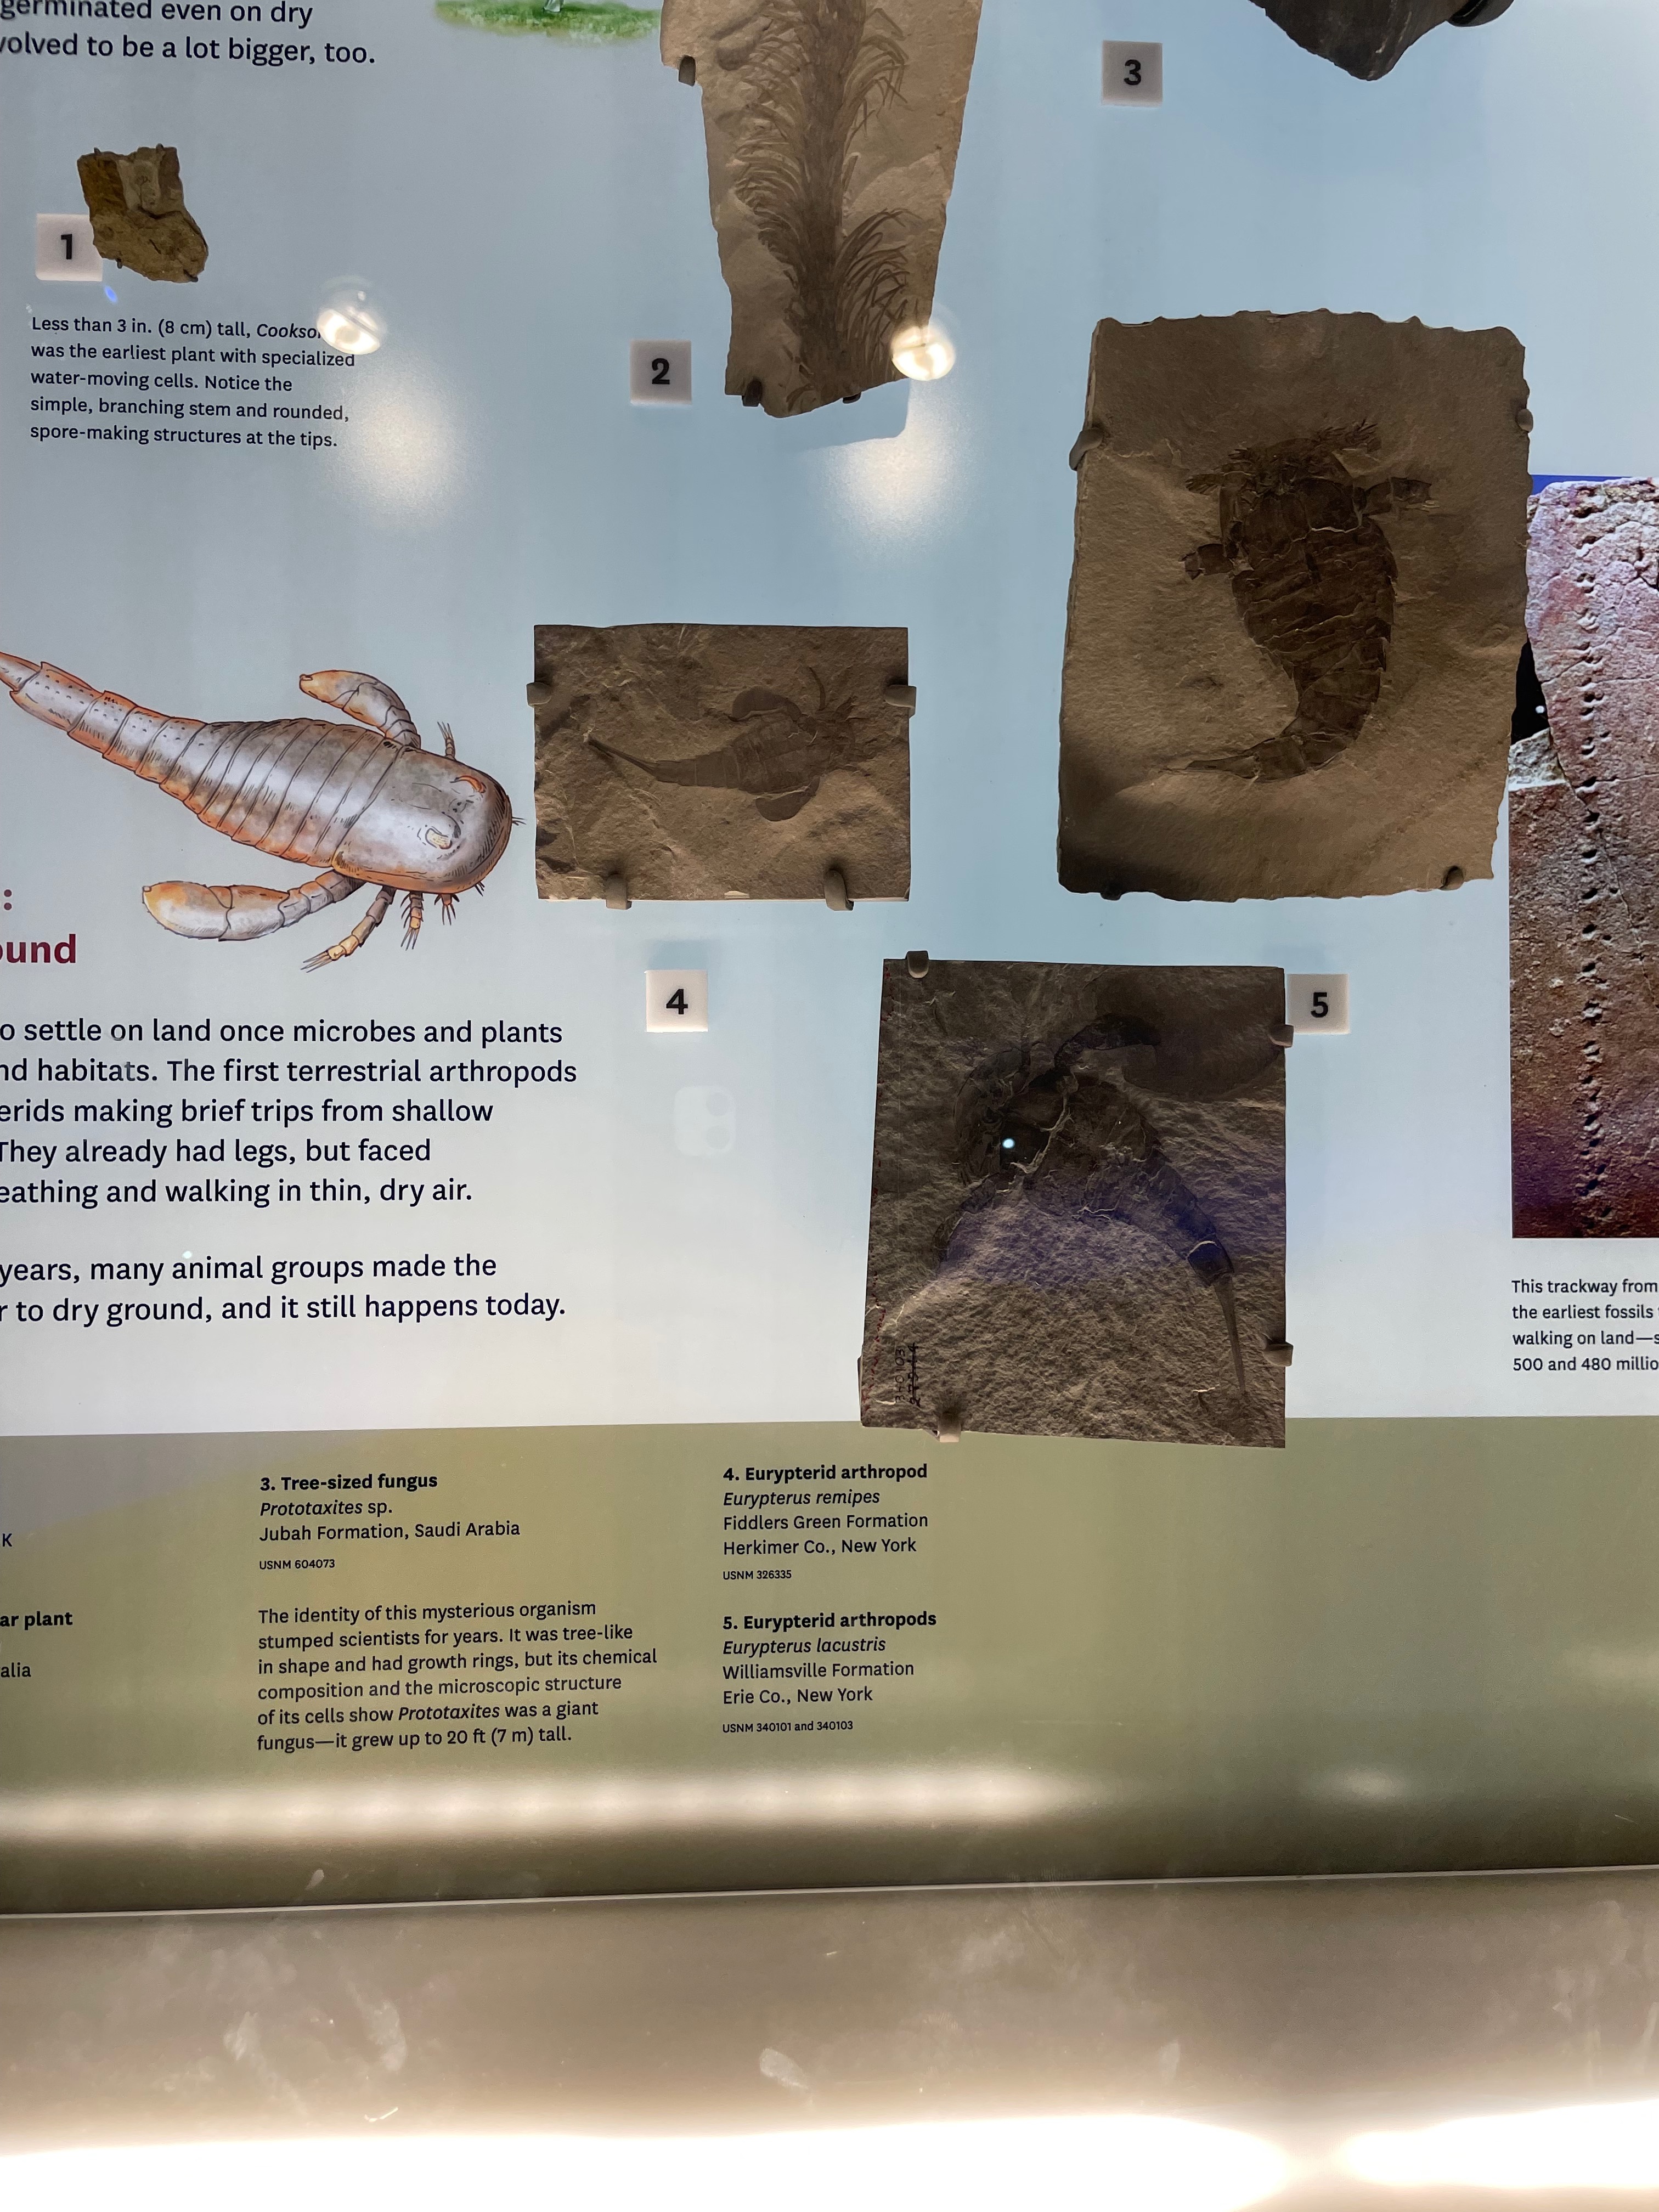 germinated even on dry
volved to be a lot bigger, too.
3
1
2
Less than 3 in. (8 cm) tall,
was the earliest plant with specialized
water-moving cells. Notice the
simple, branching stem and rounded,
spore-making structures at the tips.
:
ound
4
5
o settle on land once microbes and plants
nd habitats. The first terrestrial arthropods
erids making brief trips from shallow
They already had legs, but faced
eathing and walking in thin, dry air.
years, many animal groups made the
r to dry ground, and it still happens today.
This trackway from
the earliest fossils
walking on land—s
500 and 480 millio
340103
K
ar plant
alia
3. Tree-sized fungus
Prototaxites sp.
Jubah Formation, Saudi Arabia
USNM 604073
The identity of this mysterious organism
stumped scientists for years. It was tree-like
in shape and had growth rings, but its chemical
composition and the microscopic structure
of its cells show Prototaxites was a giant
fungus—it grew up to 20 ft (7 m) tall.
4. Eurypterid arthropod
Eurypterus remipes
Fiddlers Green Formation
Herkimer Co., New York
USNM 326335
5. Eurypterid arthropods
Eurypterus lacustris
Williamsville Formation
Erie Co., New York
USNM 340101 and 340103